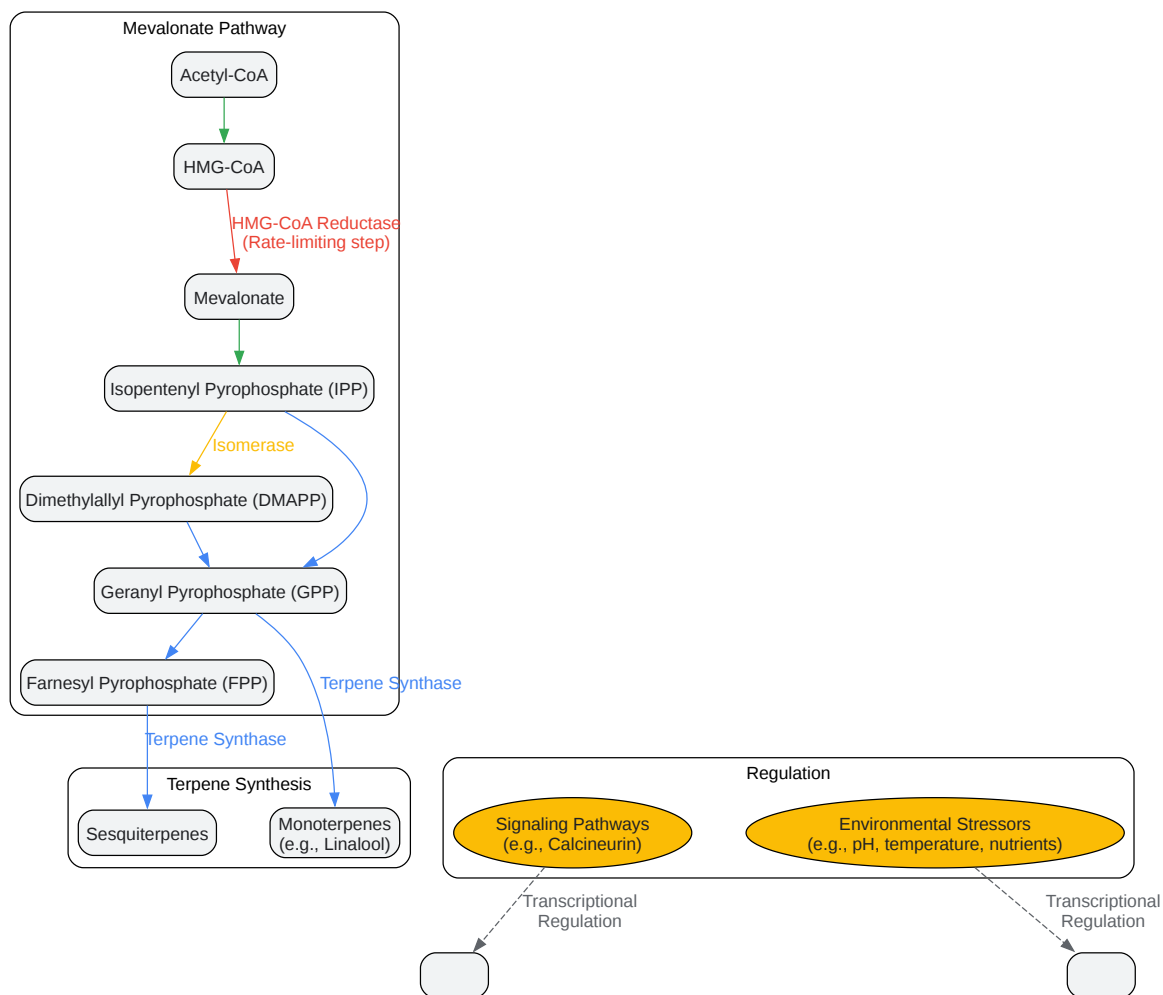 Mevalonate Pathway
Acetyl-CoA
HMG-CoA
HMG-CoA Reductase
(Rate-limiting step)
Mevalonate
Isopentenyl Pyrophosphate (IPP)
Isomerase
Dimethylallyl Pyrophosphate (DMAPP)
Geranyl Pyrophosphate (GPP)
Farnesyl Pyrophosphate (FPP)
Terpene Synthase
Terpene Synthase
Terpene Synthesis
Sesquiterpenes
Monoterpenes
(e.g., Linalool)
Regulation
Signaling Pathways
(e.g., Calcineurin)
Environmental Stressors
(e.g., pH, temperature, nutrients)
Transcriptional
Regulation
Transcriptional
Regulation